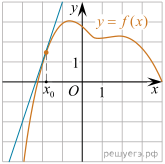 y
y = f(x)
1
x₀ O 1 x
решуегэ.рф